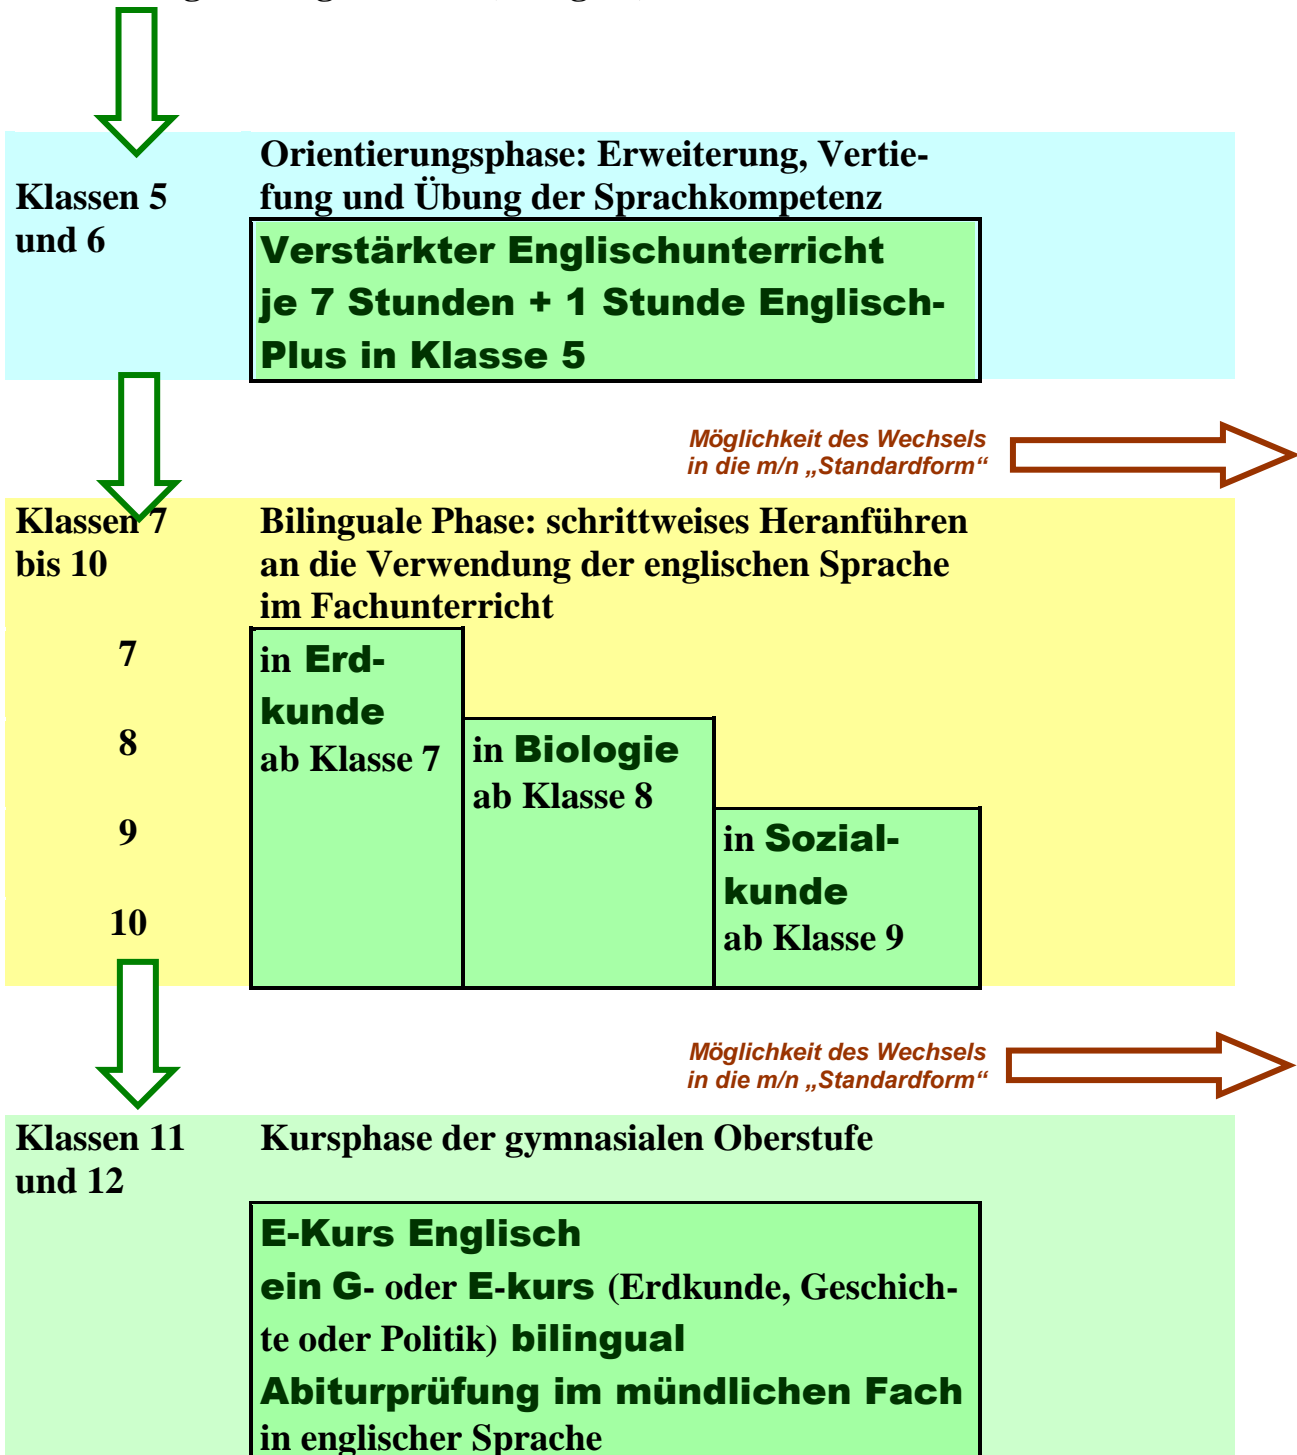 Klassen 5
und 6
Orientierungsphase: Erweiterung, Vertie-
fung und Übung der Sprachkompetenz
Verstärkter Englischunterricht
je 7 Stunden + 1 Stunde Englisch-
Plus in Klasse 5
Möglichkeit des Wechsels
in die m/n „Standardform“
Klassen 7
bis 10
Bilinguale Phase: schrittweises Heranführen
an die Verwendung der englischen Sprache
im Fachunterricht
7
8
9
10
in Erd-
kunde
ab Klasse 7
in Biologie
ab Klasse 8
in Sozial-
kunde
ab Klasse 9
Möglichkeit des Wechsels
in die m/n „Standardform“
Klassen 11
und 12
Kursphase der gymnasialen Oberstufe
E-Kurs Englisch
ein G- oder E-kurs (Erdkunde, Geschich-
te oder Politik) bilingual
Abiturprüfung im mündlichen Fach
in englischer Sprache